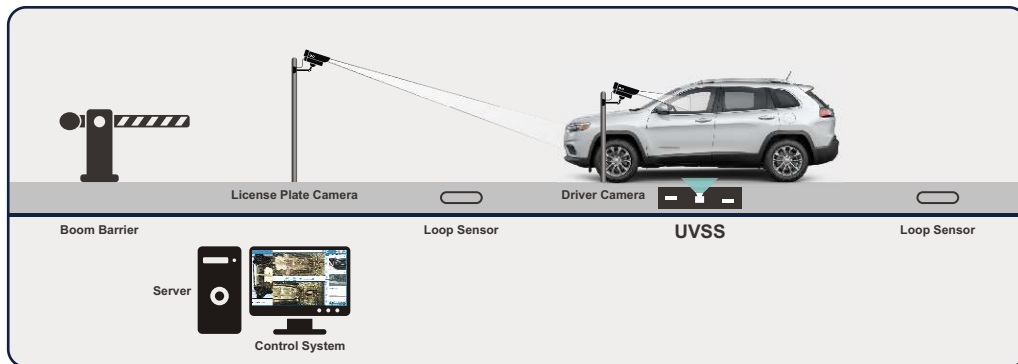 License Plate Camera
Driver Camera
Boom Barrier
Loop Sensor
UVSS
Loop Sensor
Server
Control System